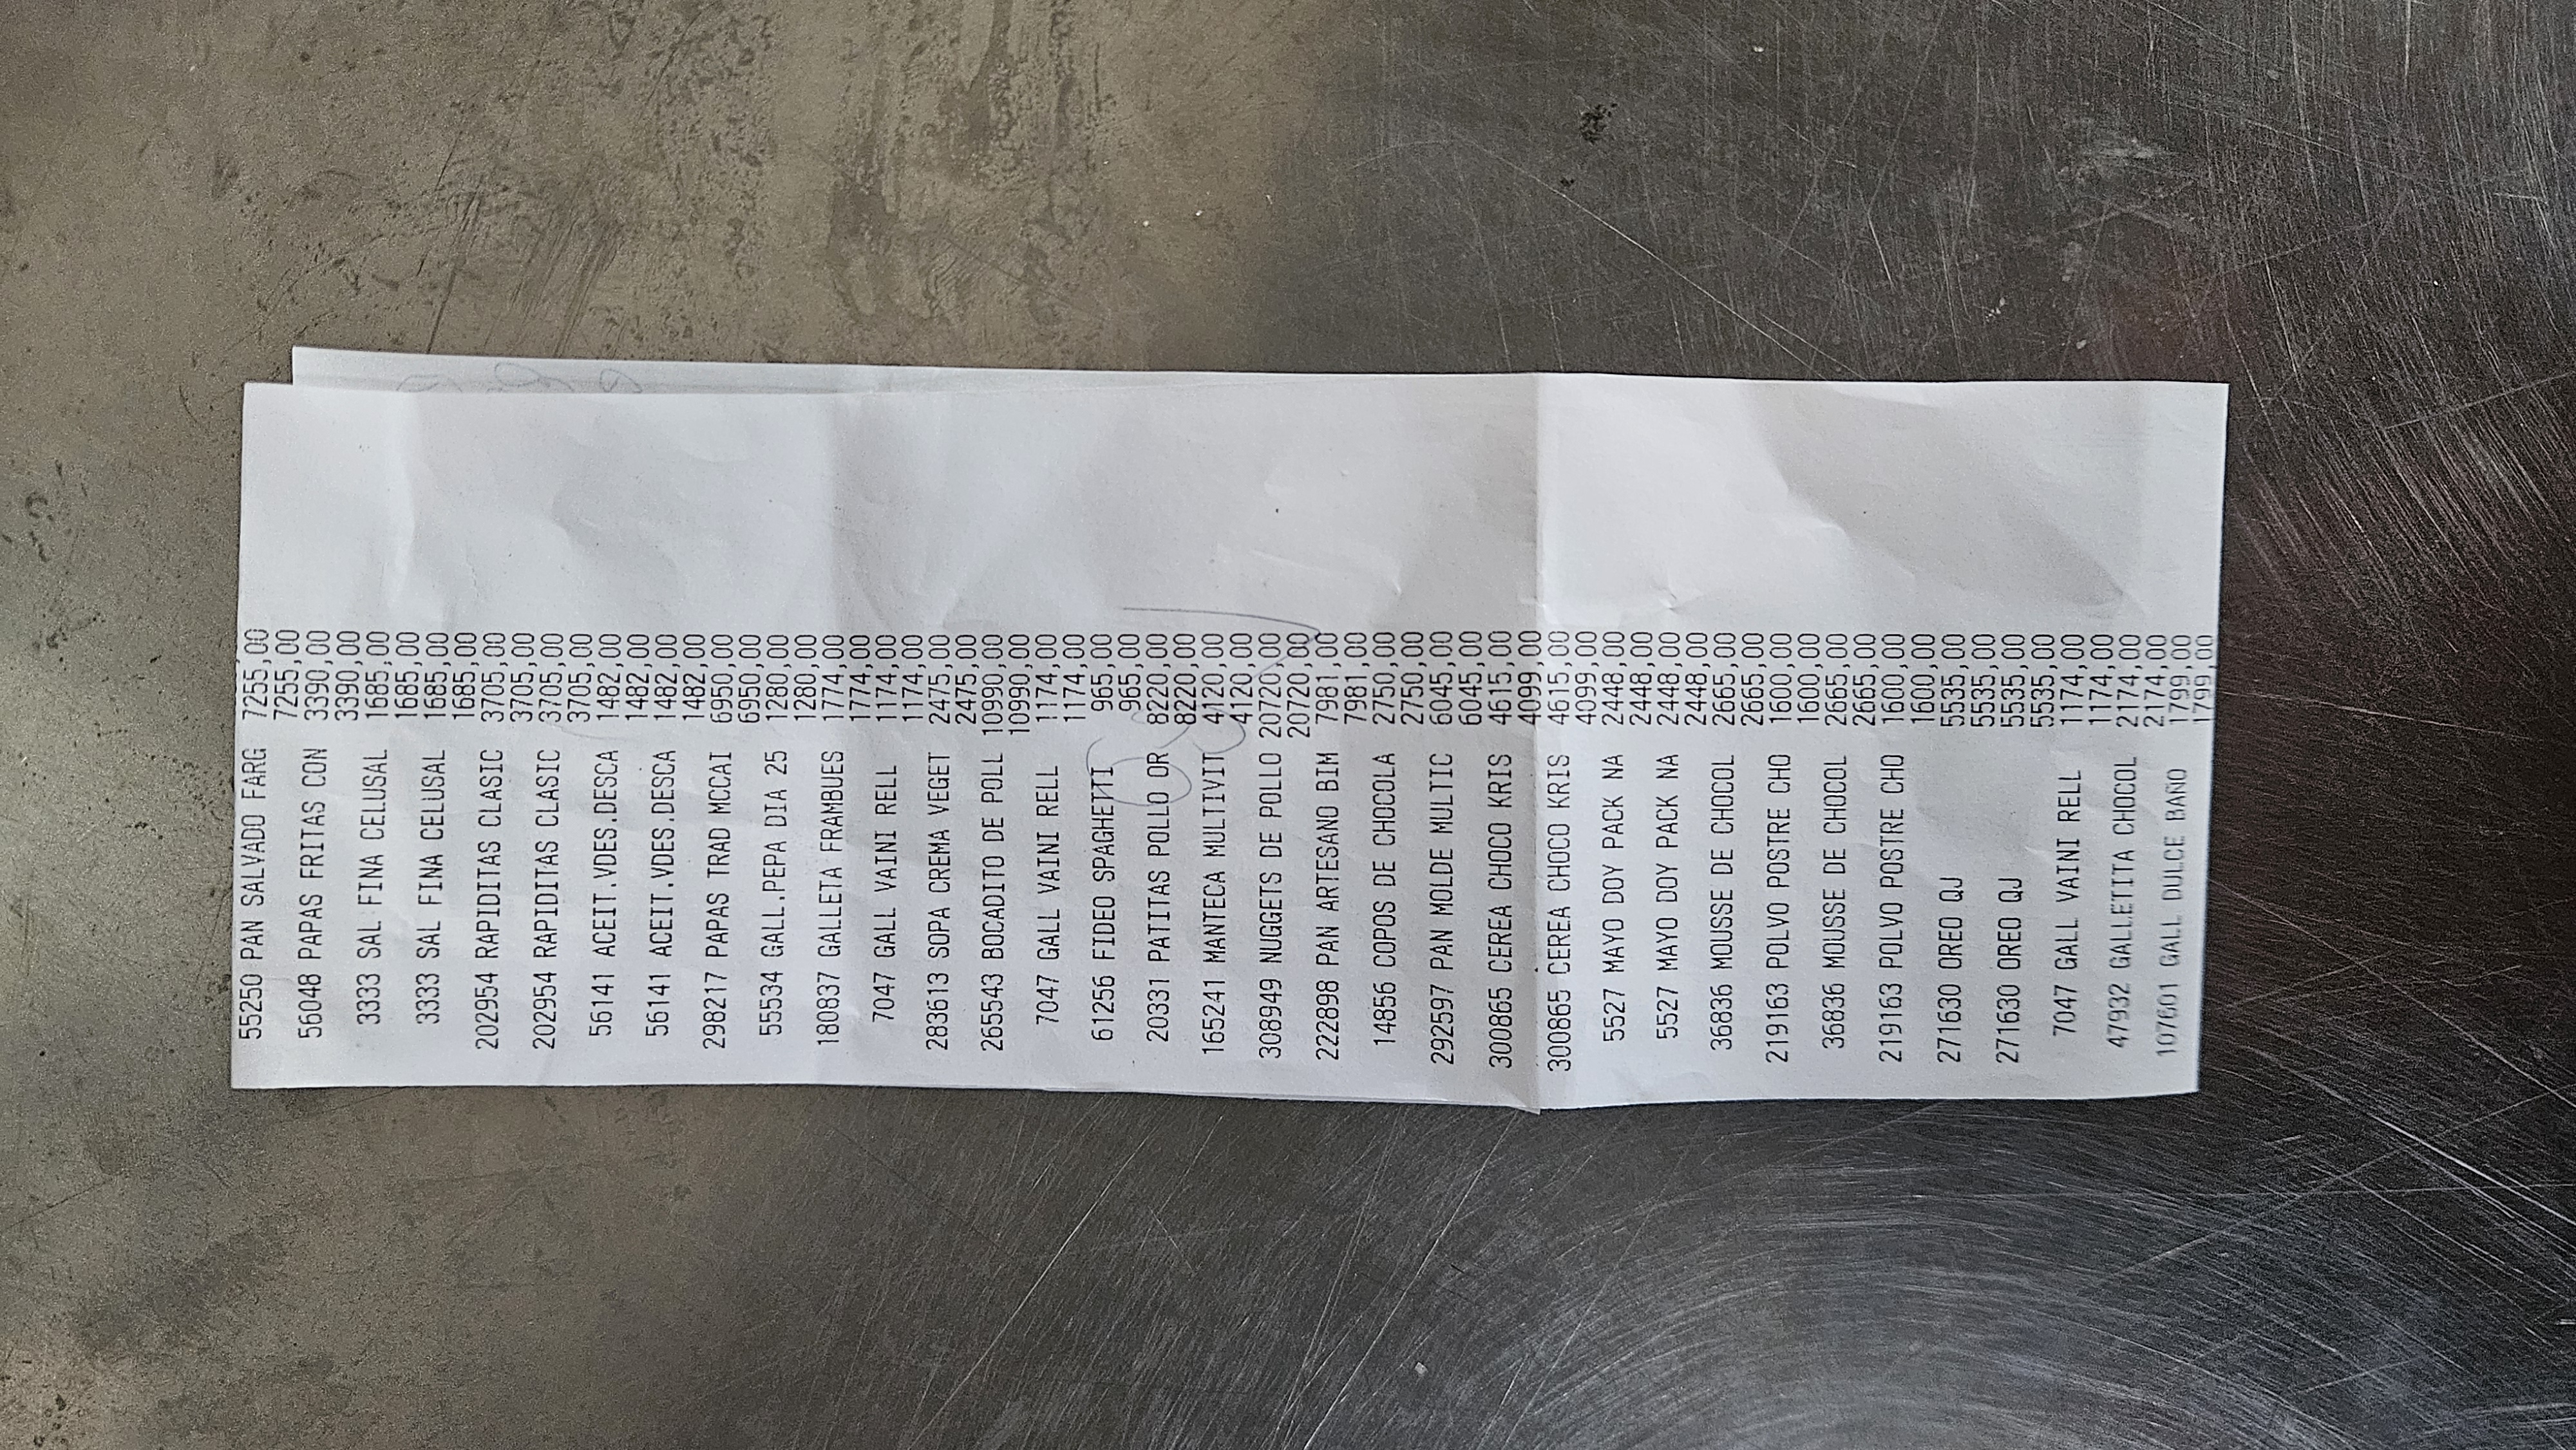 55250 PAN SALVADO FARG 7255,00
7255,00
56048 PAPAS FRITAS CON 3390,00
3390,00
3333 SAL FINA CELUSAL 1685,00
1685,00
3333 SAL FINA CELUSAL 1685,00
1685,00
202954 RAPIDITAS CLASIC 3705,00
3705,00
202954 RAPIDITAS CLASIC 3705,00
3705,00
56141 ACEIT.VDES.DESCA 1482,00
1482,00
56141 ACEIT.VDES.DESCA 1482,00
1482,00
298217 PAPAS TRAD MCCAI 6950,00
6950,00
55534 GALL.PEPA DIA 25 1280,00
1280,00
180837 GALLETA FRAMBUES 1774,00
1774,00
7047 GALL VAINI RELL 1174,00
1174,00
283613 SOPA CREMA VEGET 2475,00
2475,00
265543 BOCADITO DE POLL 10990,00
10990,00
7047 GALL VAINI RELL 1174,00
1174,00
61256 FIDEO SPAGHETTI 965,00
965,00
20331 PATITAS POLLO OR 8220,00
8220,00
165241 MANTECA MULTIVIT 4120,00
4120,00
308949 NUGGETS DE POLLO 20720,00
20720,00
222898 PAN ARTESANO BIM 7981,00
7981,00
14856 COPOS DE CHOCOLA 2750,00
2750,00
292597 PAN MOLDE MULTIC 6045,00
6045,00
300865 CEREA CHOCO KRIS 4615,00
4099,00
300865 CEREA CHOCO KRIS 4615,00
4099,00
5527 MAYO DOY PACK NA 2448,00
2448,00
5527 MAYO DOY PACK NA 2448,00
2448,00
36836 MOUSSE DE CHOCOL 2665,00
2665,00
219163 POLVO POSTRE CHO 1600,00
1600,00
36836 MOUSSE DE CHOCOL 2665,00
2665,00
219163 POLVO POSTRE CHO 1600,00
1600,00
271630 OREO QJ 5535,00
5535,00
271630 OREO QJ 5535,00
5535,00
7047 GALL VAINI RELL 1174,00
1174,00
47932 GALLETITA CHOCOL 2174,00
2174,00
107601 GALL DULCE BAÑO 1799,00
1799,00